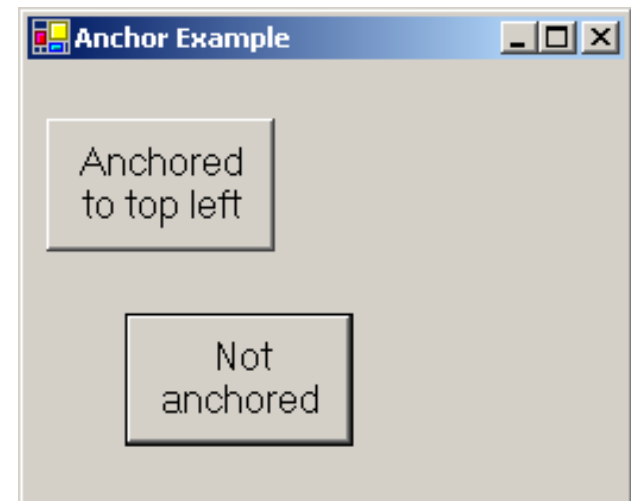 Anchor Example
Anchored
to top left
Not
anchored